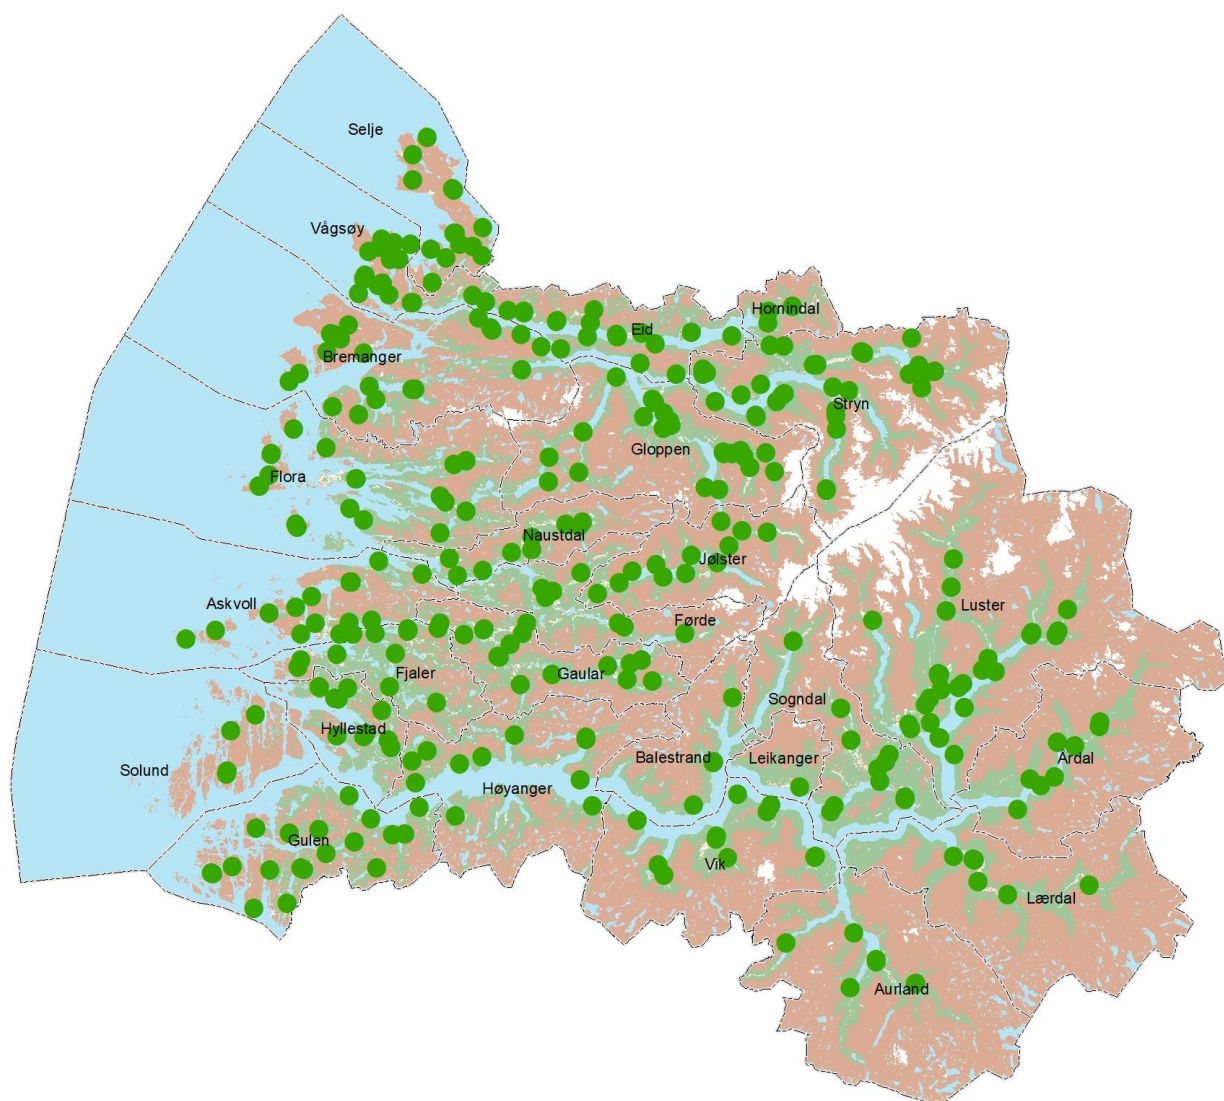 Selje
Vågsøy
Hornindal
Eid
Bremanger
Stryn
Gloppen
Flora
Naustdal
Jølster
Askvoll
Luster
Førde
Fjaler
Gaular
Sogndal
Hyllestad
Solund
Balestrand
Leikanger
Årdal
Høyanger
Gulen
Vik
Lærdal
Aurland